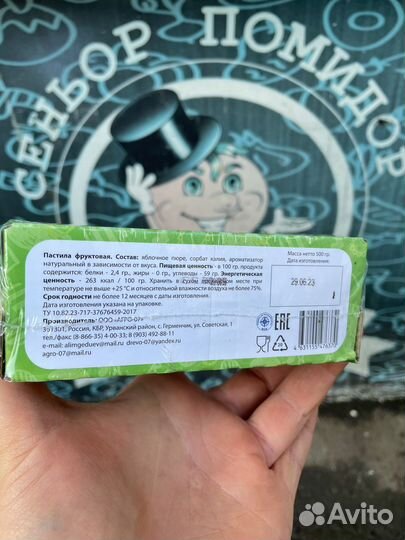 СЕНЬОР ПОМИДОР
Пастила фруктовая. Состав: яблочное пюре, сорбат калия, ароматизатор
натуральный в зависимости от вкуса. Пищевая ценность - в 100 гр. продукта
содержится: белки - 2,4 гр., жиры - 0 гр., углеводы - 59 гр. Энергетическая
ценность - 263 ккал / 100 гр. Хранить в сухом прохладном месте при
температуре не выше +25 °С и относительной влажности воздуха не более 75%.
Срок годности не более 12 месяцев с даты изготовления.
Дата изготовления указана на упаковке.
ТУ 10.82.23-717-37676459-2017
Производитель: ООО «АГРО-07»
361301, Россия, КБР, Урванский район, с. Герменчик, ул. Советская, 1
тел./факс (8-866-35) 4-00-33; 8 (903) 492-88-11
e-mail: alimgeduev@mail.ru dreevo-07@yandex.ru
agro-07@mail.ru
Масса нетто 500 гр.
Дата изготовления:
29.06.23
EAC
Avito